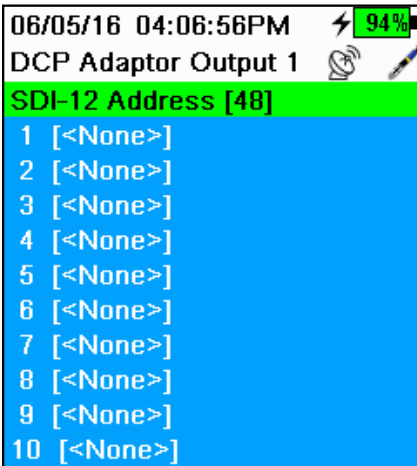 06/05/16 04:06:56PM 94%
DCP Adaptor Output 1
SDI-12 Address [48]
1 [<None>]
2 [<None>]
3 [<None>]
4 [<None>]
5 [<None>]
6 [<None>]
7 [<None>]
8 [<None>]
9 [<None>]
10 [<None>]